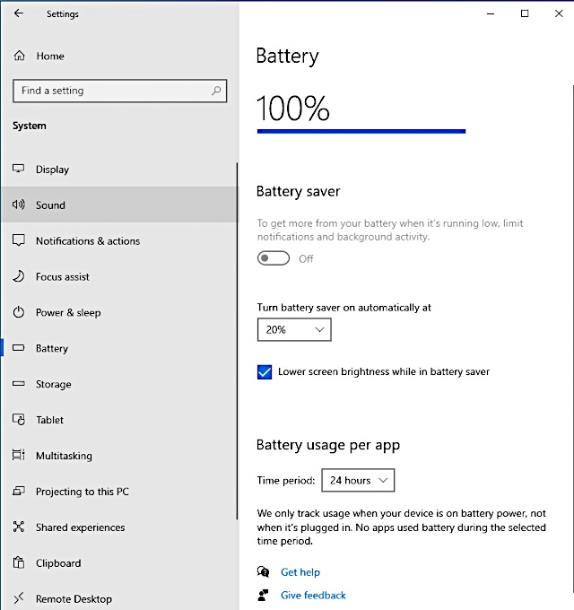 Settings
Home
Find a setting
System
Display
Sound
Notifications & actions
Focus assist
Power & sleep
Battery
Storage
Tablet
Multitasking
Projecting to this PC
Shared experiences
Clipboard
Remote Desktop
Battery
100%
Battery saver
To get more from your battery when it's running low, limit
notifications and background activity.
Off
Turn battery saver on automatically at
20%
Lower screen brightness while in battery saver
Battery usage per app
Time period: 24 hours
We only track usage when your device is on battery power, not
when it's plugged in. No apps used battery during the selected
time period.
Get help
Give feedback